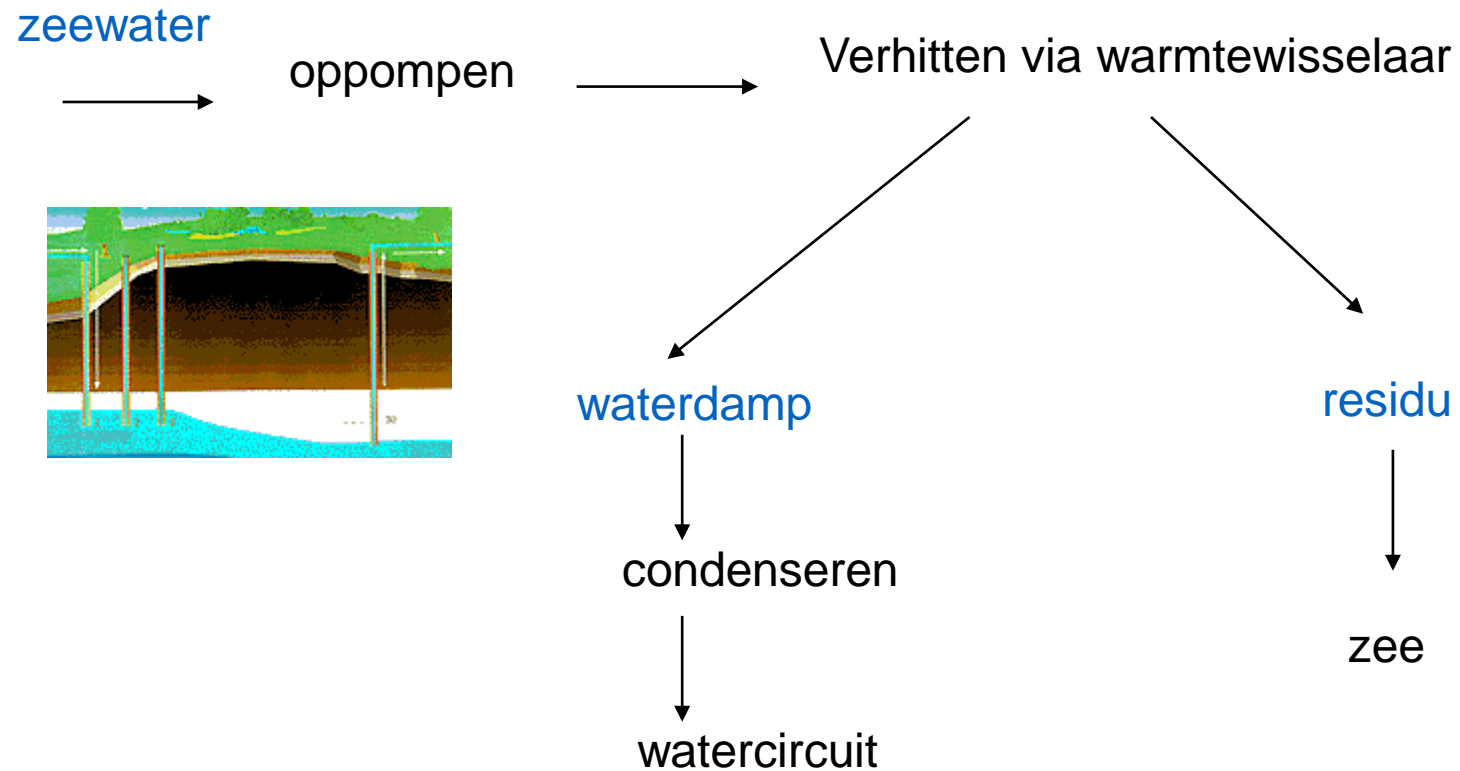 zeewater
oppompen
Verhitten via warmtewisselaar
waterdamp
residu
condenseren
zee
watercircuit